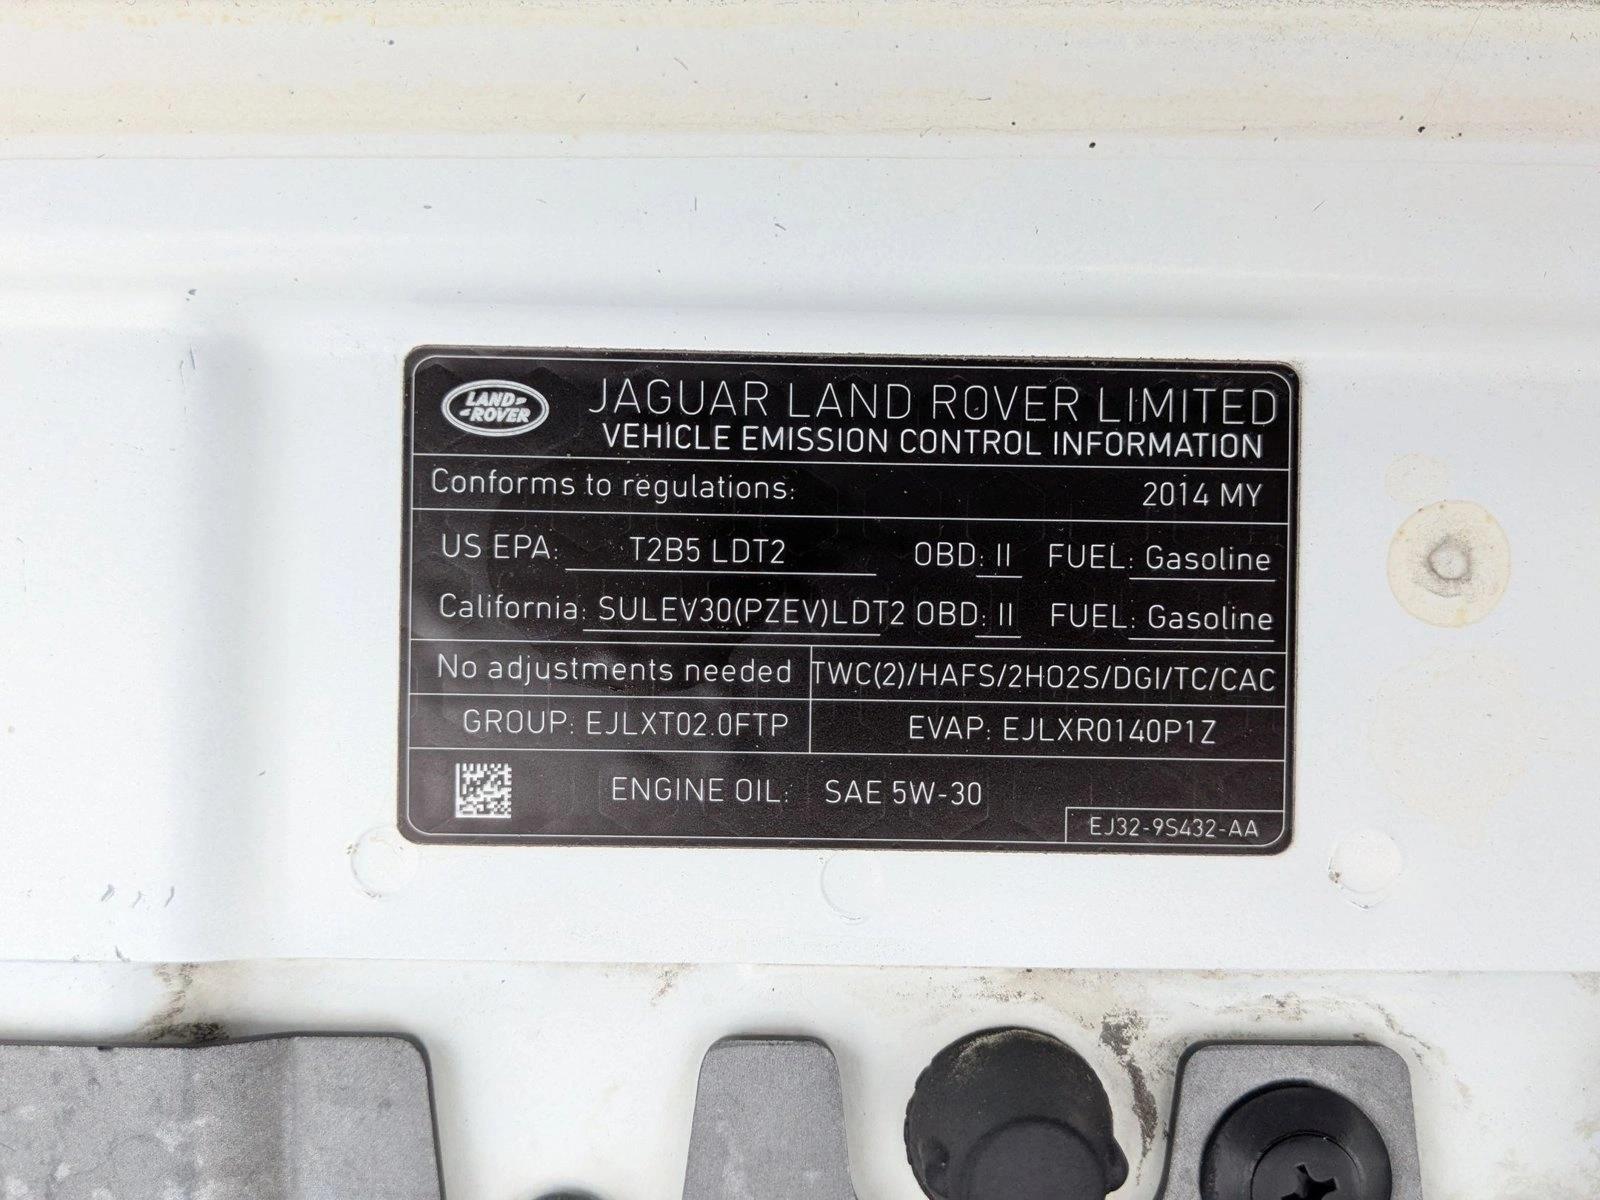 LAND-
-ROVER
JAGUAR LAND ROVER LIMITED
VEHICLE EMISSION CONTROL INFORMATION
Conforms to regulations: 2014 MY
US EPA: T2B5 LDT2 OBD: II FUEL: Gasoline
California: SULEV30(PZEV)LDT2 OBD: II FUEL: Gasoline
No adjustments needed TWC(2)/HAFS/2HO2S/DGI/TC/CAC
GROUP: EJLXT02.0FTP EVAP: EJLXR0140P1Z
ENGINE OIL: SAE 5W-30
EJ32-9S432-AA